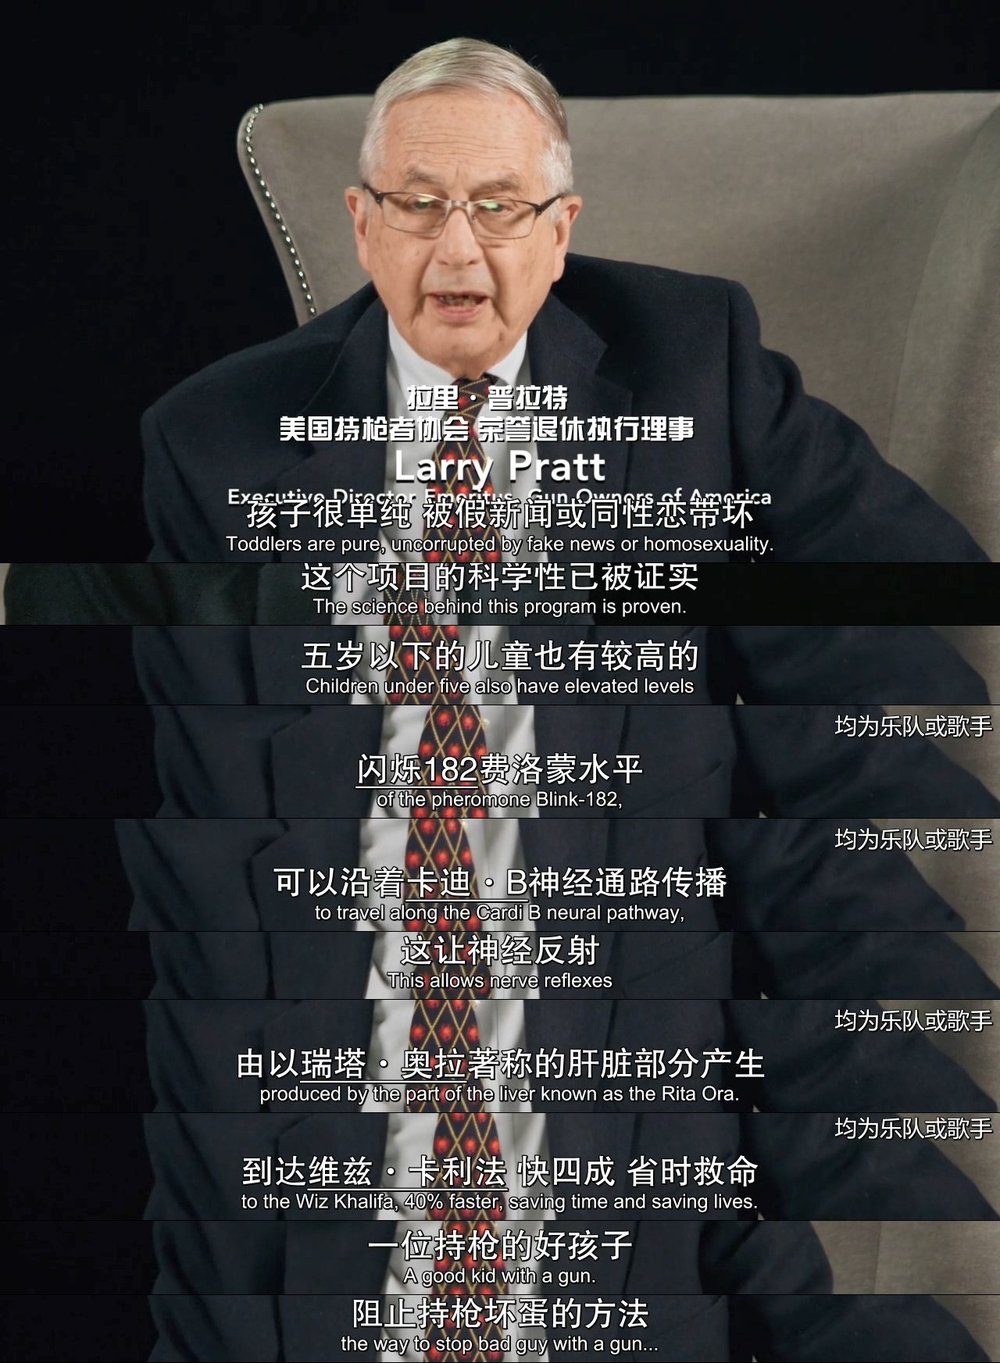 拉里·普拉特
美国持枪者协会 荣誉退休执行理事
Larry Pratt
Executive Director Emeritus, Gun Owners of America
孩子很单纯 被假新闻或同性恋带坏
Toddlers are pure, uncorrupted by fake news or homosexuality.
这个项目的科学性已被证实
The science behind this program is proven.
五岁以下的儿童也有较高的
Children under five also have elevated levels
均为乐队或歌手
闪烁182费洛蒙水平
of the pheromone Blink-182,
均为乐队或歌手
可以沿着卡迪·B神经通路传播
to travel along the Cardi B neural pathway,
这让神经反射
This allows nerve reflexes
均为乐队或歌手
由以瑞塔·奥拉著称的肝脏部分产生
produced by the part of the liver known as the Rita Ora.
均为乐队或歌手
到达维兹·卡利法 快四成 省时救命
to the Wiz Khalifa, 40% faster, saving time and saving lives.
一位持枪的好孩子
A good kid with a gun.
阻止持枪坏蛋的方法
the way to stop bad guy with a gun...